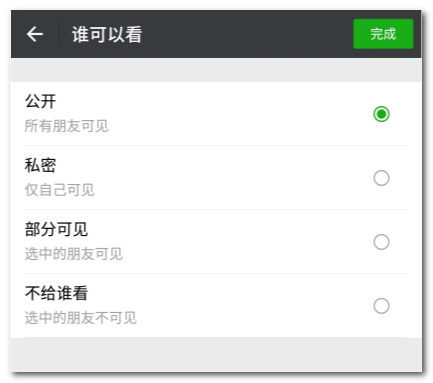 谁可以看
完成
公开
所有朋友可见
私密
仅自己可见
部分可见
选中的朋友可见
不给谁看
选中的朋友不可见